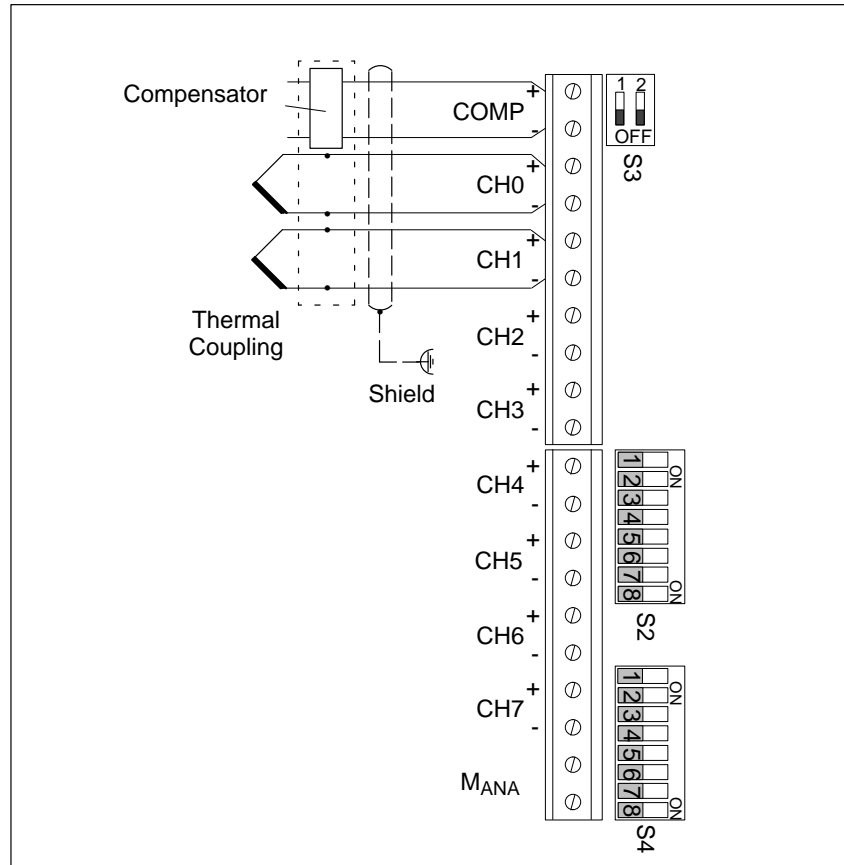 Compensator
COMP
+
-
1 2
OFF
S3
CH0
+
-
CH1
+
-
Thermal
Coupling
Shield
CH2
+
-
CH3
+
-
CH4
+
-
CH5
+
-
CH6
+
-
CH7
+
-
MANA
1
2
3
4
5
6
7
8
ON
ON
S2
1
2
3
4
5
6
7
8
ON
ON
S4